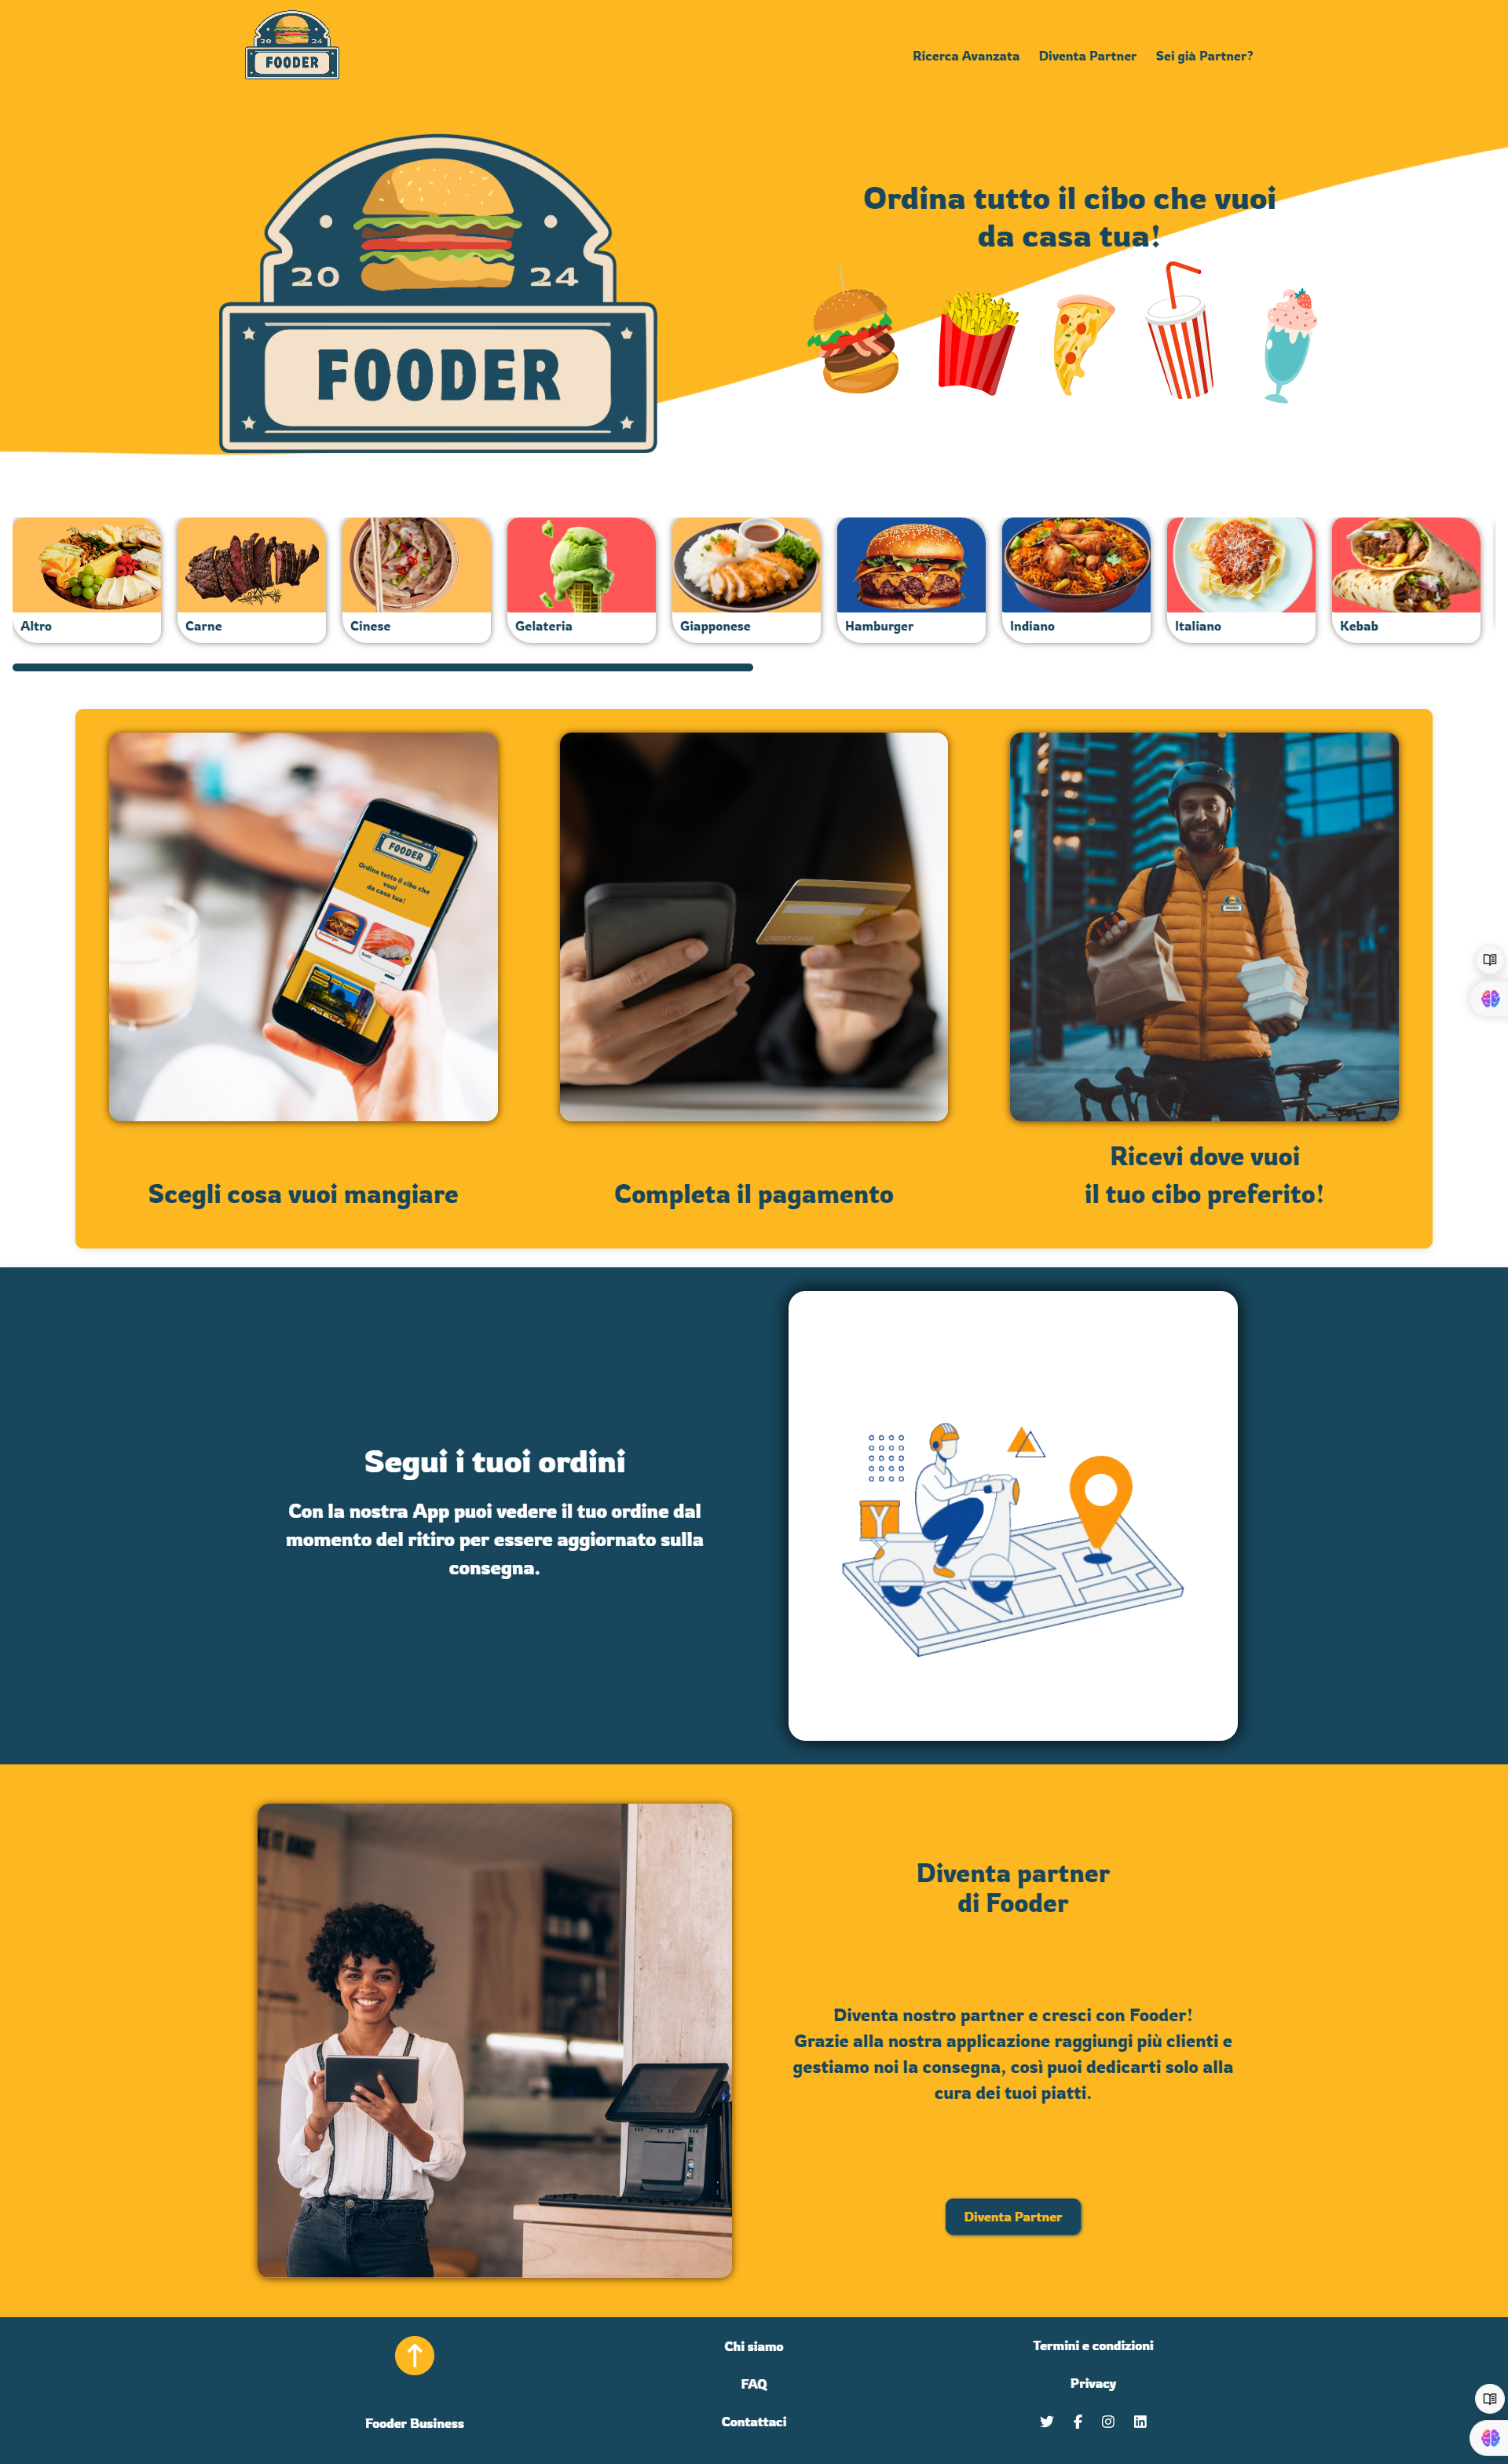 20 24
FOODER
Ricerca Avanzata Diventa Partner Sei già Partner?
20 24
FOODER
Ordina tutto il cibo che vuoi
da casa tua!
Altro
Carne
Cinese
Gelateria
Giapponese
Hamburger
Indiano
Italiano
Kebab
FOODER
Ordina tutto il cibo che
vuoi
da casa tua!
CREDIT CARD
Scegli cosa vuoi mangiare
Completa il pagamento
Ricevi dove vuoi
il tuo cibo preferito!
Segui i tuoi ordini
Con la nostra App puoi vedere il tuo ordine dal
momento del ritiro per essere aggiornato sulla
consegna.
Diventa partner
di Fooder
Diventa nostro partner e cresci con Fooder!
Grazie alla nostra applicazione raggiungi più clienti e
gestiamo noi la consegna, così puoi dedicarti solo alla
cura dei tuoi piatti.
Diventa Partner
Fooder Business
Chi siamo
FAQ
Contattaci
Termini e condizioni
Privacy